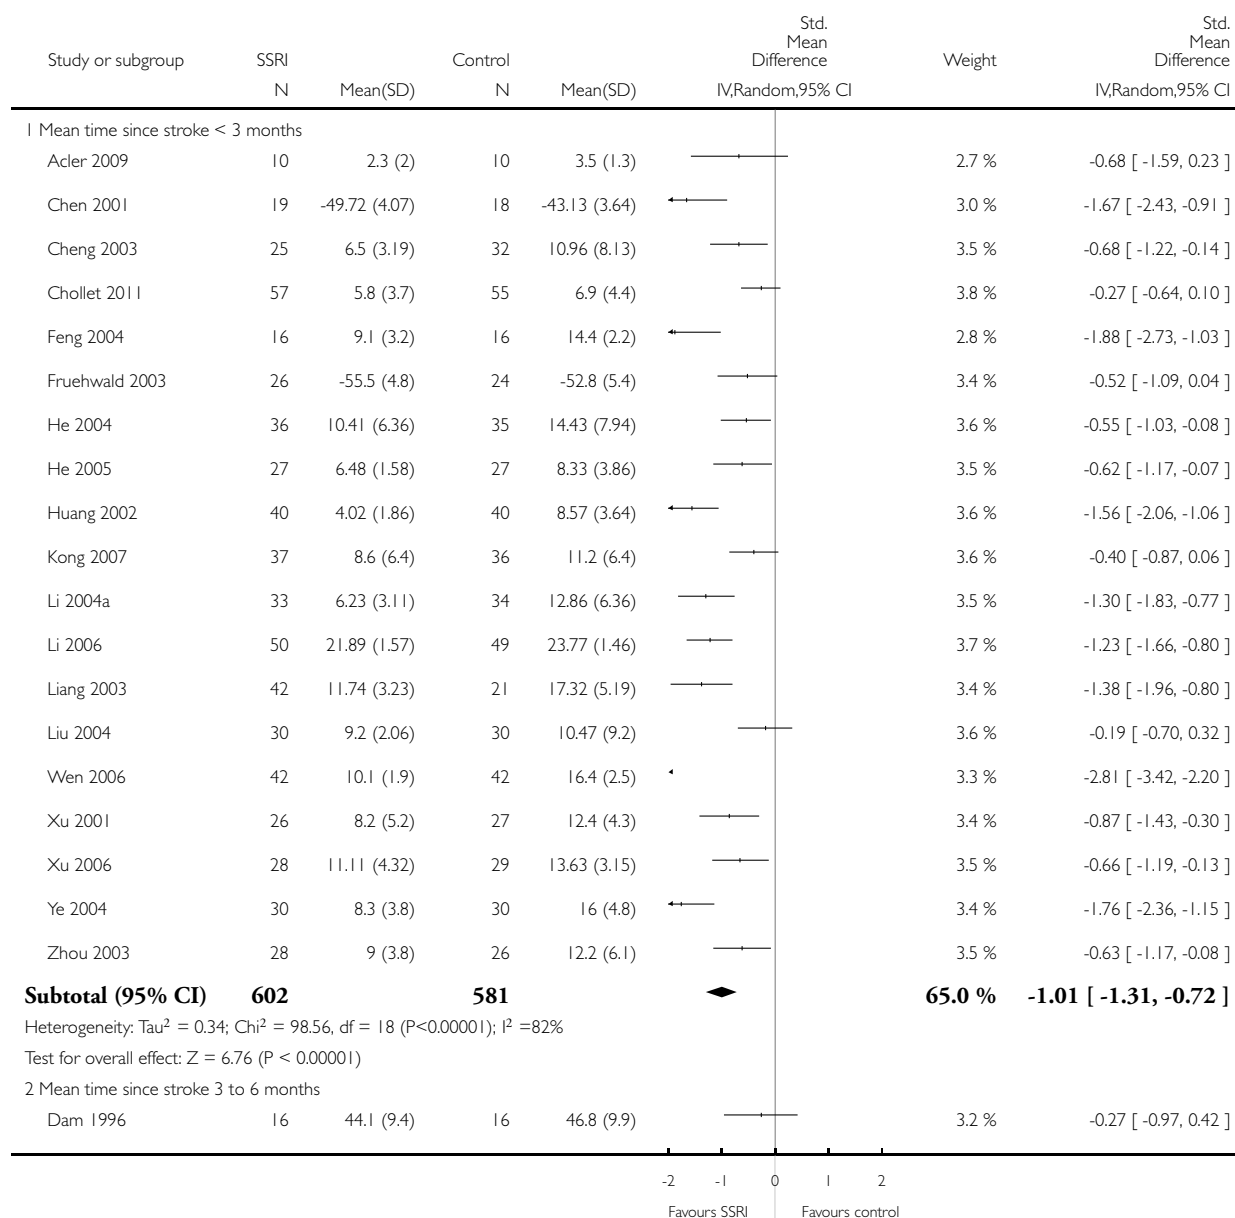 Std.
Mean
Difference
Std.
Mean
Difference
Study or subgroup SSRI Control Weight
N Mean(SD) N Mean(SD) IV,Random,95% CI IV,Random,95% CI
1 Mean time since stroke < 3 months
Acler 2009 10 2.3 (2) 10 3.5 (1.3) 2.7 % -0.68 [ -1.59, 0.23 ]
Chen 2001 19 -49.72 (4.07) 18 -43.13 (3.64) 3.0 % -1.67 [ -2.43, -0.91 ]
Cheng 2003 25 6.5 (3.19) 32 10.96 (8.13) 3.5 % -0.68 [ -1.22, -0.14 ]
Chollet 2011 57 5.8 (3.7) 55 6.9 (4.4) 3.8 % -0.27 [ -0.64, 0.10 ]
Feng 2004 16 9.1 (3.2) 16 14.4 (2.2) 2.8 % -1.88 [ -2.73, -1.03 ]
Fruehwald 2003 26 -55.5 (4.8) 24 -52.8 (5.4) 3.4 % -0.52 [ -1.09, 0.04 ]
He 2004 36 10.41 (6.36) 35 14.43 (7.94) 3.6 % -0.55 [ -1.03, -0.08 ]
He 2005 27 6.48 (1.58) 27 8.33 (3.86) 3.5 % -0.62 [ -1.17, -0.07 ]
Huang 2002 40 4.02 (1.86) 40 8.57 (3.64) 3.6 % -1.56 [ -2.06, -1.06 ]
Kong 2007 37 8.6 (6.4) 36 11.2 (6.4) 3.6 % -0.40 [ -0.87, 0.06 ]
Li 2004a 33 6.23 (3.11) 34 12.86 (6.36) 3.5 % -1.30 [ -1.83, -0.77 ]
Li 2006 50 21.89 (1.57) 49 23.77 (1.46) 3.7 % -1.23 [ -1.66, -0.80 ]
Liang 2003 42 11.74 (3.23) 21 17.32 (5.19) 3.4 % -1.38 [ -1.96, -0.80 ]
Liu 2004 30 9.2 (2.06) 30 10.47 (9.2) 3.6 % -0.19 [ -0.70, 0.32 ]
Wen 2006 42 10.1 (1.9) 42 16.4 (2.5) 3.3 % -2.81 [ -3.42, -2.20 ]
Xu 2001 26 8.2 (5.2) 27 12.4 (4.3) 3.4 % -0.87 [ -1.43, -0.30 ]
Xu 2006 28 11.11 (4.32) 29 13.63 (3.15) 3.5 % -0.66 [ -1.19, -0.13 ]
Ye 2004 30 8.3 (3.8) 30 16 (4.8) 3.4 % -1.76 [ -2.36, -1.15 ]
Zhou 2003 28 9 (3.8) 26 12.2 (6.1) 3.5 % -0.63 [ -1.17, -0.08 ]
Subtotal (95% CI) 602 581 65.0 % -1.01 [ -1.31, -0.72 ]
Heterogeneity: Tau² = 0.34; Chi² = 98.56, df = 18 (P<0.00001); I² =82%
Test for overall effect: Z = 6.76 (P < 0.00001)
2 Mean time since stroke 3 to 6 months
Dam 1996 16 44.1 (9.4) 16 46.8 (9.9) 3.2 % -0.27 [ -0.97, 0.42 ]
-2 -1 0 1 2
Favours SSRI Favours control